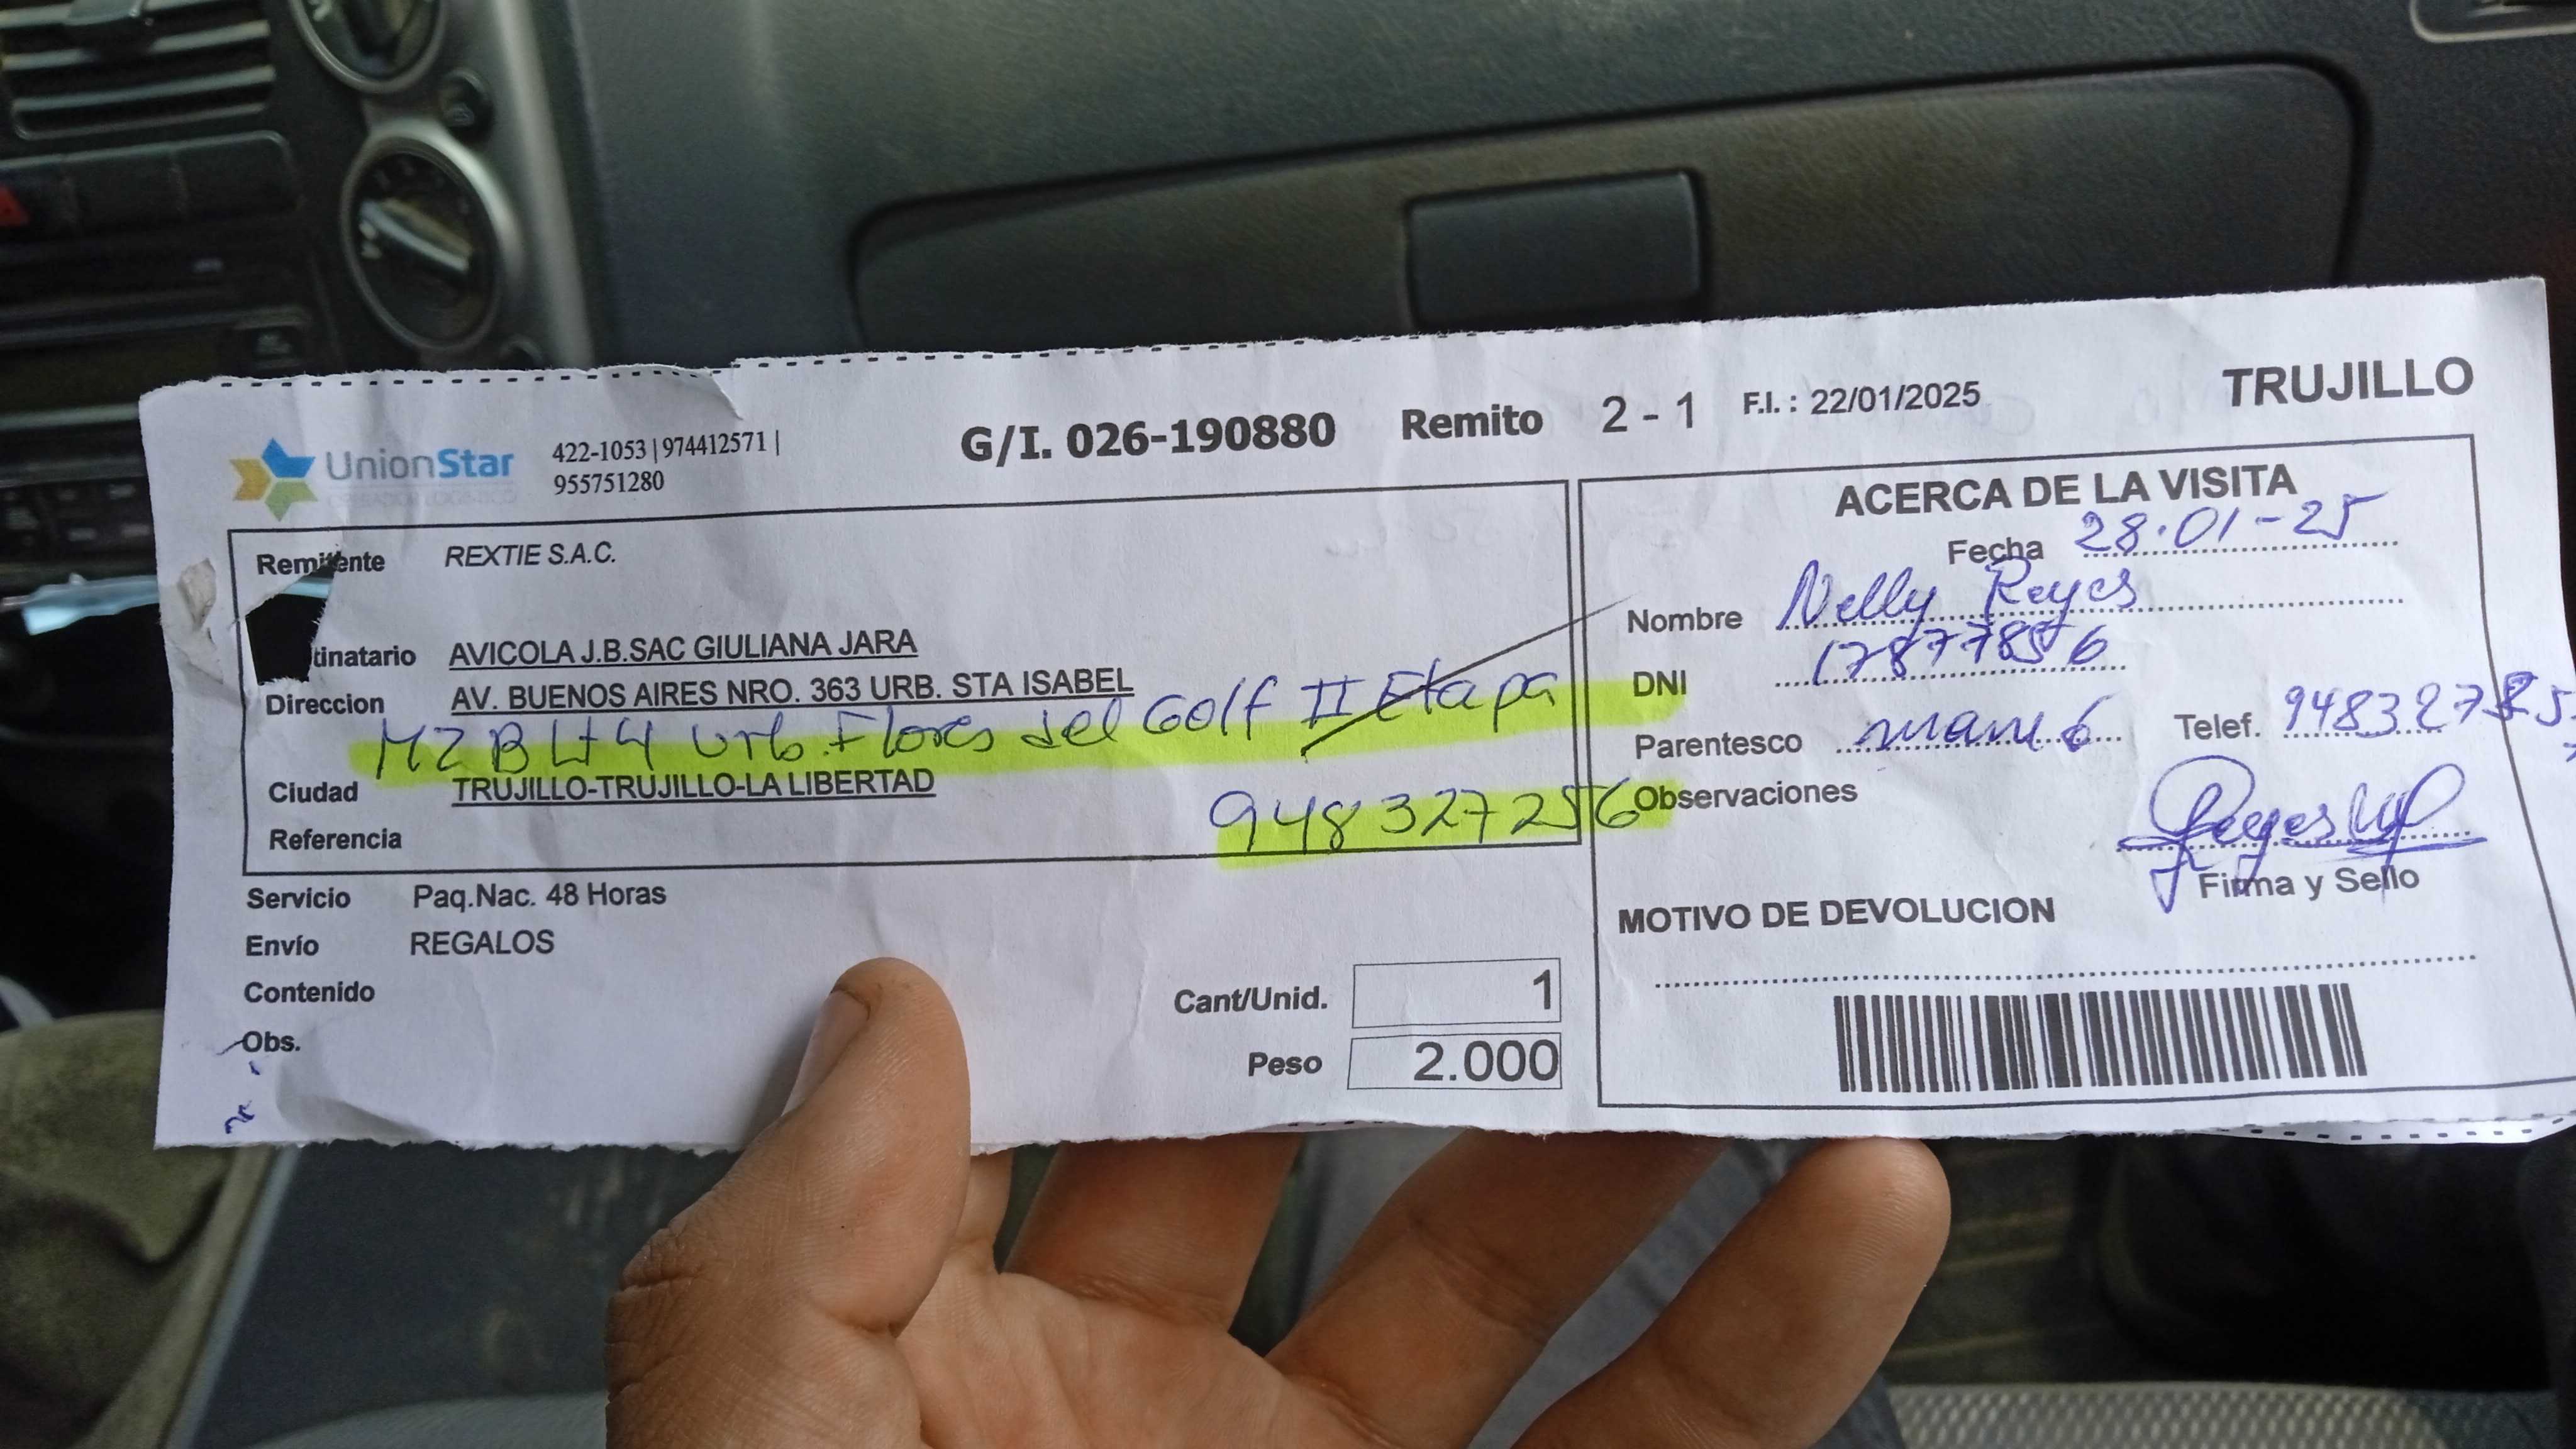 TRUJILLO
UnionStar
422-1053 | 974412571 |
955751280
G/I. 026-190880 Remito 2 - 1 F.I. : 22/01/2025
Remitente REXTIE S.A.C.
tinatario AVICOLA J.B.SAC GIULIANA JARA
Direccion AV. BUENOS AIRES NRO. 363 URB. STA ISABEL
MZ B Lt 4 Urb. Flores del Golf II Etapa
Ciudad TRUJILLO-TRUJILLO-LA LIBERTAD
948327256
Referencia
Servicio Paq.Nac. 48 Horas
Envío REGALOS
Contenido
Obs.
Cant/Unid. 1
Peso 2.000
ACERCA DE LA VISITA
Fecha 28-01-25
Nombre Nelly Reyes
DNI 17877856
Parentesco
Telef.
Observaciones
Firma y Sello
MOTIVO DE DEVOLUCION